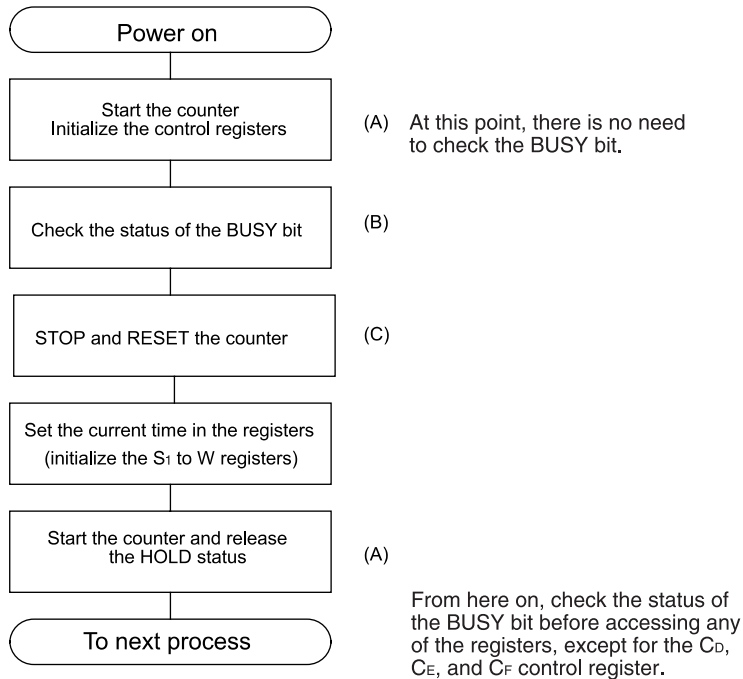 Power on
Start the counter
Initialize the control registers
(A) At this point, there is no need
to check the BUSY bit.
Check the status of the BUSY bit
(B)
STOP and RESET the counter
(C)
Set the current time in the registers
(initialize the S1 to W registers)
Start the counter and release
the HOLD status
(A)
To next process
From here on, check the status of
the BUSY bit before accessing any
of the registers, except for the CD,
CE, and CF control register.